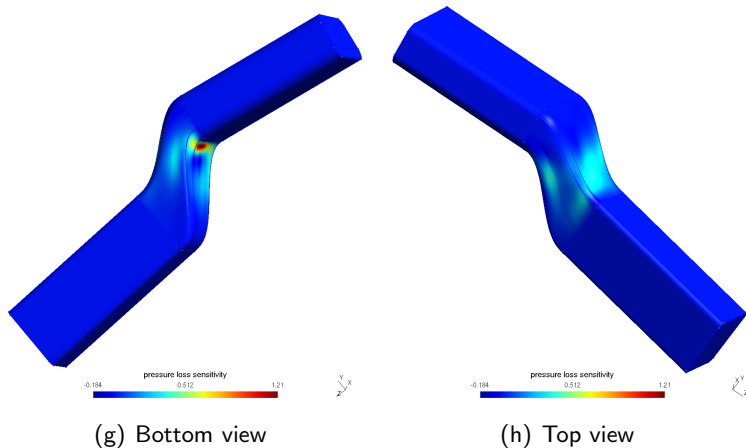 pressure loss sensitivity
-0.184 0.512 1.21
Y X Z
(g) Bottom view
pressure loss sensitivity
-0.184 0.512 1.21
Y X Z
(h) Top view